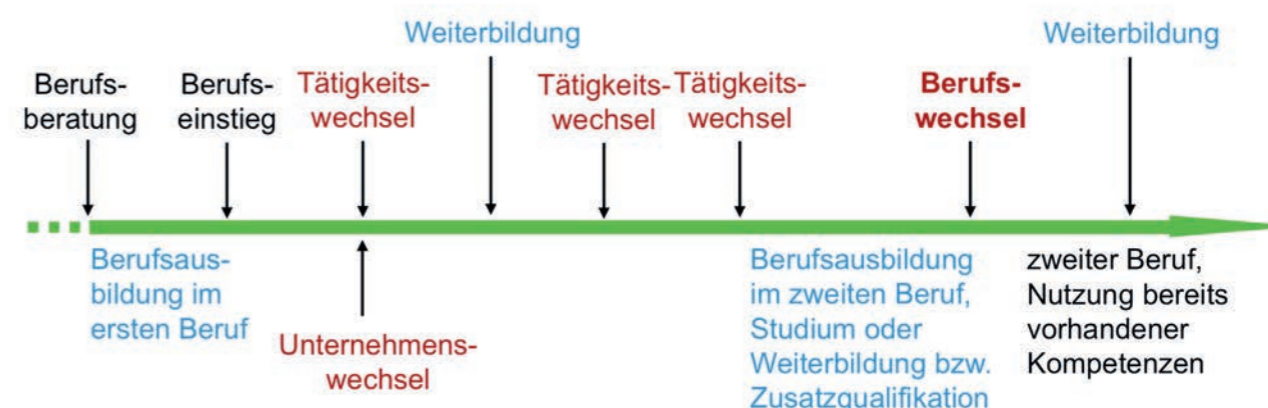 Weiterbildung
Weiterbildung
Berufs-
beratung
Berufs-
einstieg
Tätigkeits-
wechsel
Tätigkeits-
wechsel
Tätigkeits-
wechsel
Berufs-
wechsel
Berufsaus-
bildung im
ersten Beruf
Unternehmens-
wechsel
Berufsausbildung
im zweiten Beruf,
Studium oder
Weiterbildung bzw.
Zusatzqualifikation
zweiter Beruf,
Nutzung bereits
vorhandener
Kompetenzen